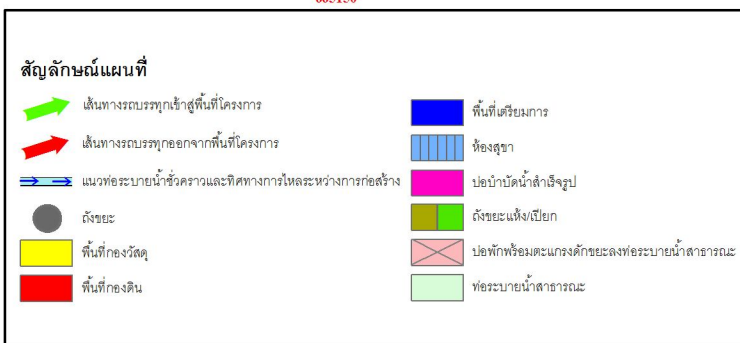 สัญลักษณ์แผนที่
เส้นทางรถบรรทุกเข้าสู่พื้นที่โครงการ
เส้นทางรถบรรทุกออกจากพื้นที่โครงการ
แนวท่อระบายน้ำชั่วคราวและทิศทางการไหลระหว่างการก่อสร้าง
ถังขยะ
พื้นที่กองวัสดุ
พื้นที่กองดิน
พื้นที่เตรียมการ
ห้องสุขา
บ่อบำบัดน้ำสำเร็จรูป
ถังขยะแห้ง/เปียก
บ่อพักพร้อมตะแกรงดักขยะลงท่อระบายน้ำสาธารณะ
ท่อระบายน้ำสาธารณะ